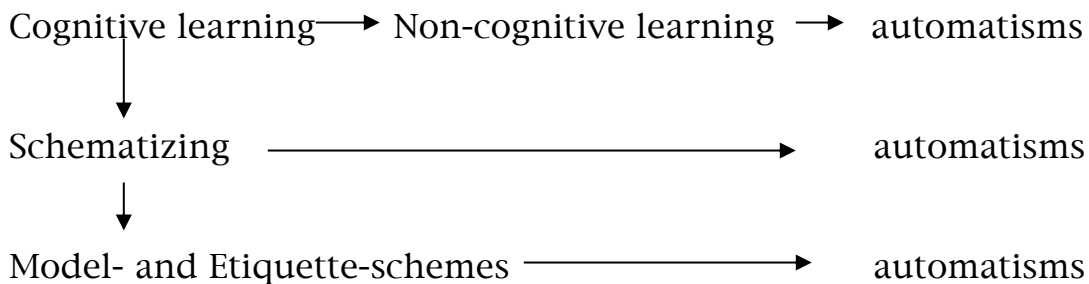 Cognitive learning Non-cognitive learning automatisms
Schematizing automatisms
Model- and Etiquette-schemes automatisms